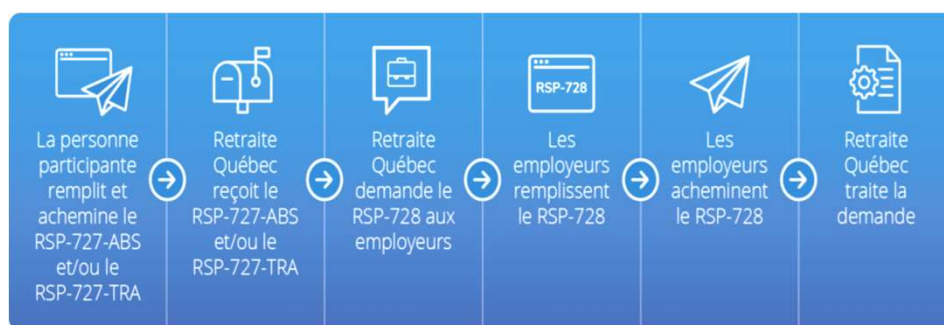 La personne
participante
remplit et
achemine le
RSP-727-ABS
et/ou le
RSP-727-TRA
Retraite
Québec
reçoit le
RSP-727-ABS
et/ou le
RSP-727-TRA
Retraite
Québec
demande le
RSP-728 aux
employeurs
RSP-728
Les
employeurs
remplissent
le RSP-728
Les
employeurs
acheminent
le RSP-728
Retraite
Québec
traite la
demande